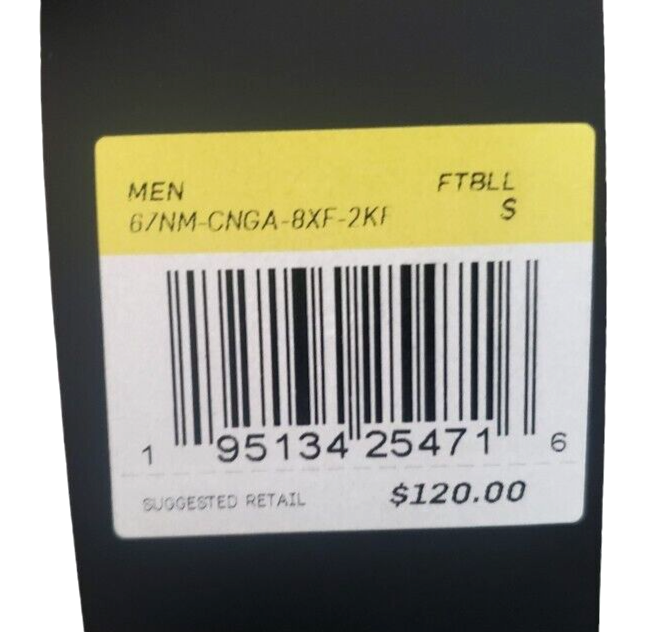 MEN FTBLL
67NM-CNGA-8XF-2KF S
1 95134 25471 6
SUGGESTED RETAIL $120.00